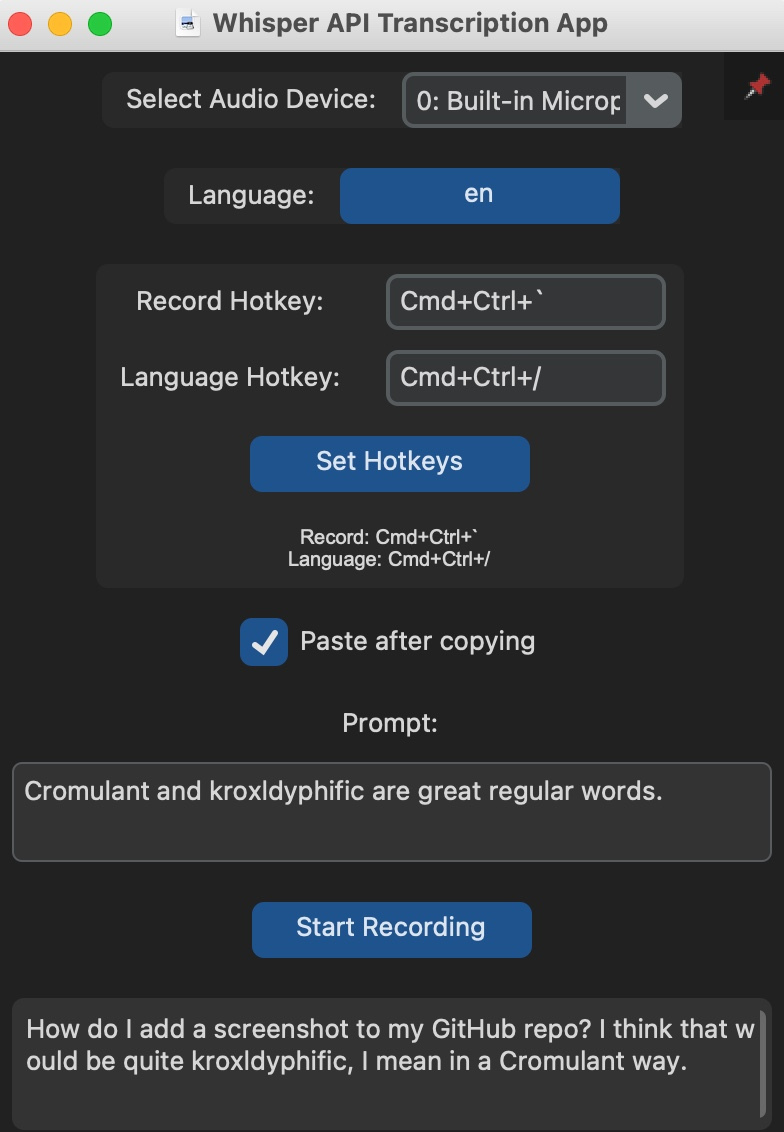 Whisper API Transcription App
Select Audio Device: 0: Built-in Microp
Language: en
Record Hotkey: Cmd+Ctrl+`
Language Hotkey: Cmd+Ctrl+/
Set Hotkeys
Record: Cmd+Ctrl+`
Language: Cmd+Ctrl+/
Paste after copying
Prompt:
Cromulant and kroxldyphific are great regular words.
Start Recording
How do I add a screenshot to my GitHub repo? I think that w
ould be quite kroxldyphific, I mean in a Cromulant way.